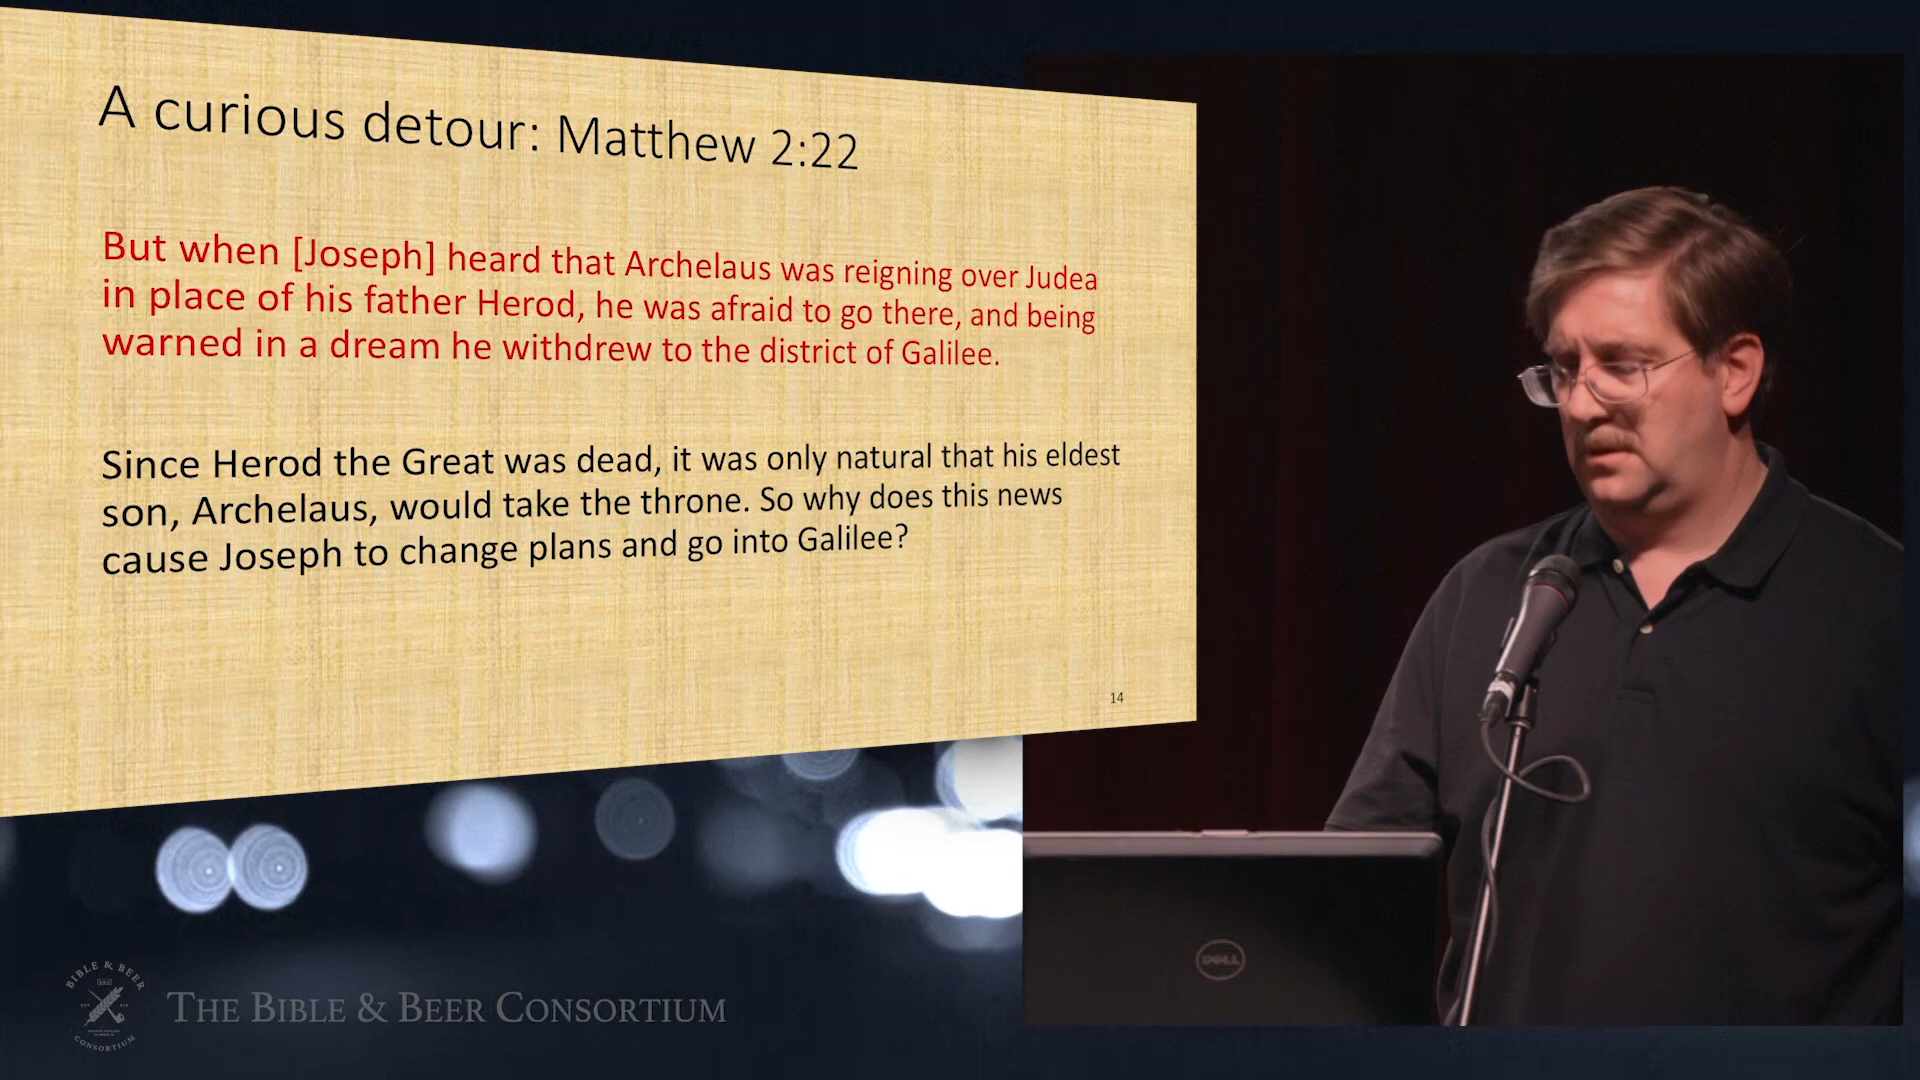 A curious detour: Matthew 2:22
But when [Joseph] heard that Archelaus was reigning over Judea
in place of his father Herod, he was afraid to go there, and being
warned in a dream he withdrew to the district of Galilee.
Since Herod the Great was dead, it was only natural that his eldest
son, Archelaus, would take the throne. So why does this news
cause Joseph to change plans and go into Galilee?
14
DELL
BIBLE & BEER
CONSORTIUM
THE BIBLE & BEER CONSORTIUM